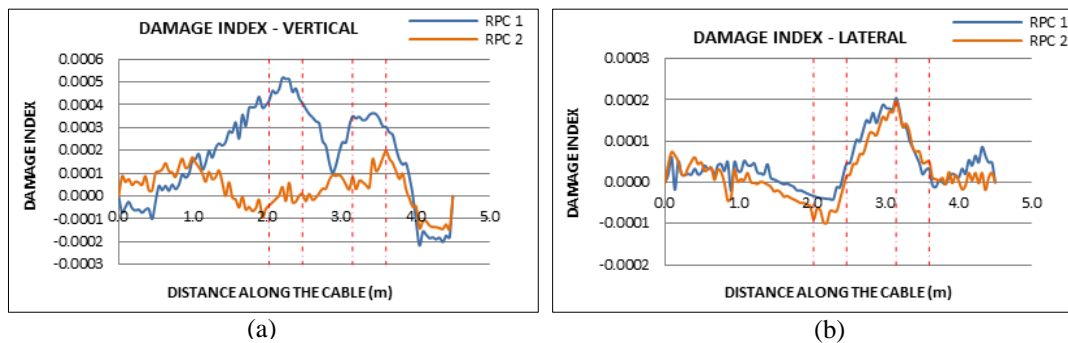 DAMAGE INDEX - VERTICAL
RPC 1
RPC 2
0.0006
0.0005
0.0004
0.0003
0.0002
0.0001
0.0000
-0.0001
-0.0002
-0.0003
0.0 1.0 2.0 3.0 4.0 5.0
DAMAGE INDEX
DISTANCE ALONG THE CABLE (m)
(a)
DAMAGE INDEX - LATERAL
RPC 1
RPC 2
0.0003
0.0002
0.0001
0.0000
-0.0001
-0.0002
0.0 1.0 2.0 3.0 4.0 5.0
DAMAGE INDEX
DISTANCE ALONG THE CABLE (m)
(b)